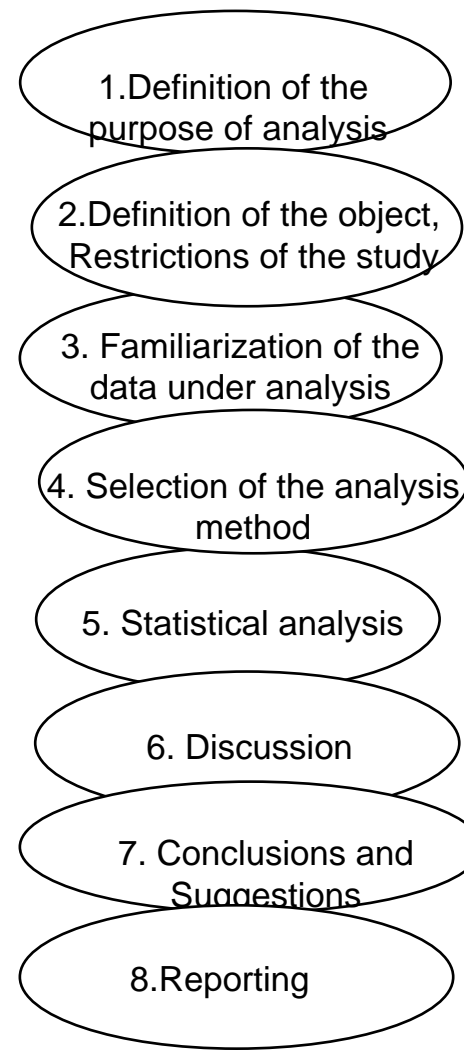 1.Definition of the
purpose of analysis
2.Definition of the object,
Restrictions of the study
3. Familiarization of the
data under analysis
4. Selection of the analysis
method
5. Statistical analysis
6. Discussion
7. Conclusions and
Suggestions
8.Reporting